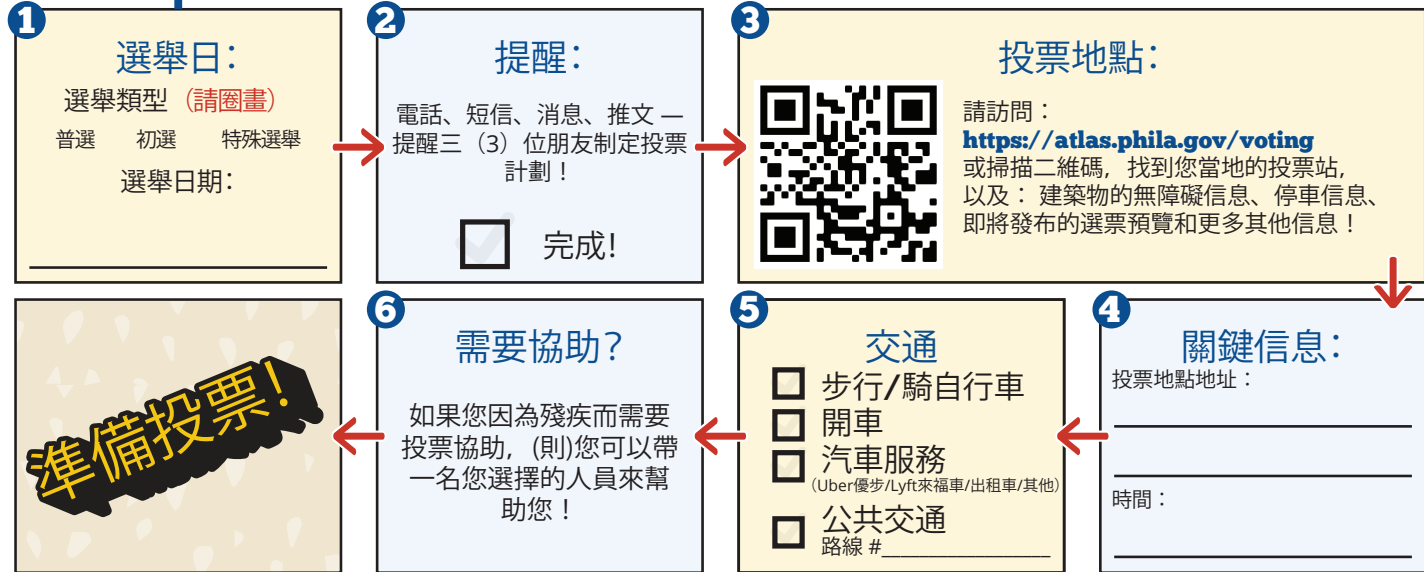 1
選舉日：
選舉類型（請圈畫）
普選 初選 特殊選舉
選舉日期：
2
提醒：
電話、短信、消息、推文 —
提醒三（3）位朋友制定投票
計劃！
完成!
3
投票地點：
請訪問：
https://atlas.phila.gov/voting
或掃描二維碼，找到您當地的投票站，
以及： 建築物的無障礙信息、停車信息、
即將發布的選票預覽和更多其他信息！
4
關鍵信息：
投票地點地址：
時間：
5
交通
步行/騎自行車
開車
汽車服務
（Uber優步/Lyft來福車/出租車/其他）
公共交通
路線 #__________________
6
需要協助？
如果您因為殘疾而需要
投票協助，(則)您可以帶
一名您選擇的人員來幫
助您！
準備投票！